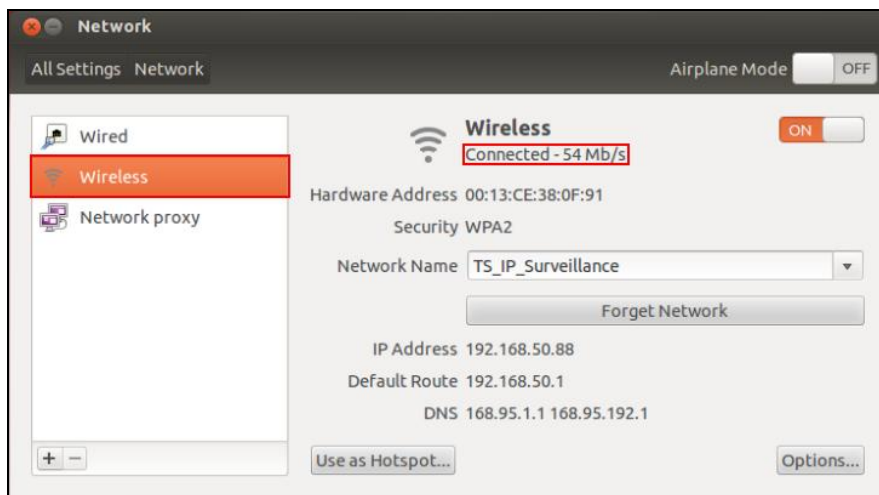 Network
All Settings Network
Airplane Mode OFF
Wired
Wireless
Network proxy
Wireless
ON
Connected - 54 Mb/s
Hardware Address 00:13:CE:38:0F:91
Security WPA2
Network Name TS_IP_Surveillance
Forget Network
IP Address 192.168.50.88
Default Route 192.168.50.1
DNS 168.95.1.1 168.95.192.1
+ −
Use as Hotspot...
Options...